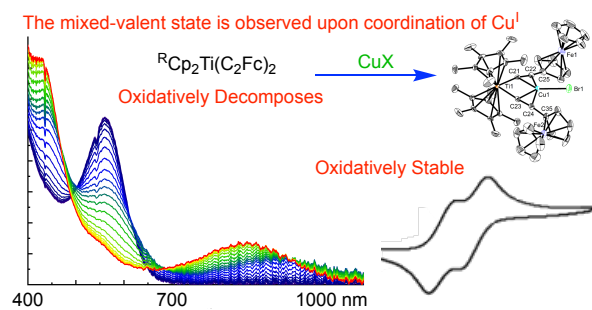 The mixed-valent state is observed upon coordination of Cuᴵ
ᴿCp₂Ti(C₂Fc)₂
CuX
Oxidatively Decomposes
Fe1
C21
C22
C25
Ti1
Cu1
Br1
C23
C24
C35
Fe2
Oxidatively Stable
400
700
1000 nm